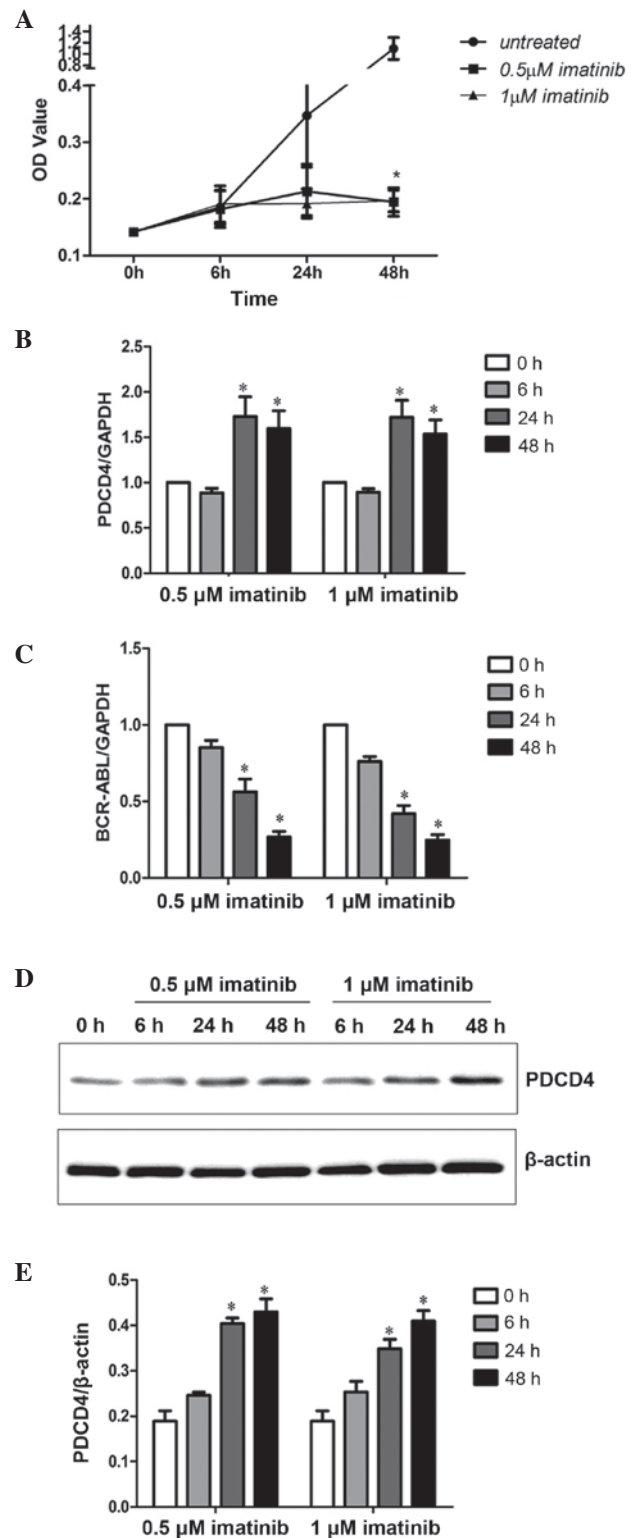 A
OD Value
1.4
1.2
1.0
0.8
0.4
0.3
0.2
0.1
*
0h 6h 24h 48h
Time
untreated
0.5µM imatinib
1µM imatinib
B
PDCD4/GAPDH
2.5
2.0
1.5
1.0
0.5
0.0
* * * *
0.5 µM imatinib 1 µM imatinib
0 h
6 h
24 h
48 h
C
BCR-ABL/GAPDH
1.5
1.0
0.5
0.0
* * * *
0.5 µM imatinib 1 µM imatinib
0 h
6 h
24 h
48 h
D
0.5 µM imatinib 1 µM imatinib
0 h 6 h 24 h 48 h 6 h 24 h 48 h
PDCD4
β-actin
E
PDCD4/β-actin
0.5
0.4
0.3
0.2
0.1
0.0
* * * *
0.5 µM imatinib 1 µM imatinib
0 h
6 h
24 h
48 h